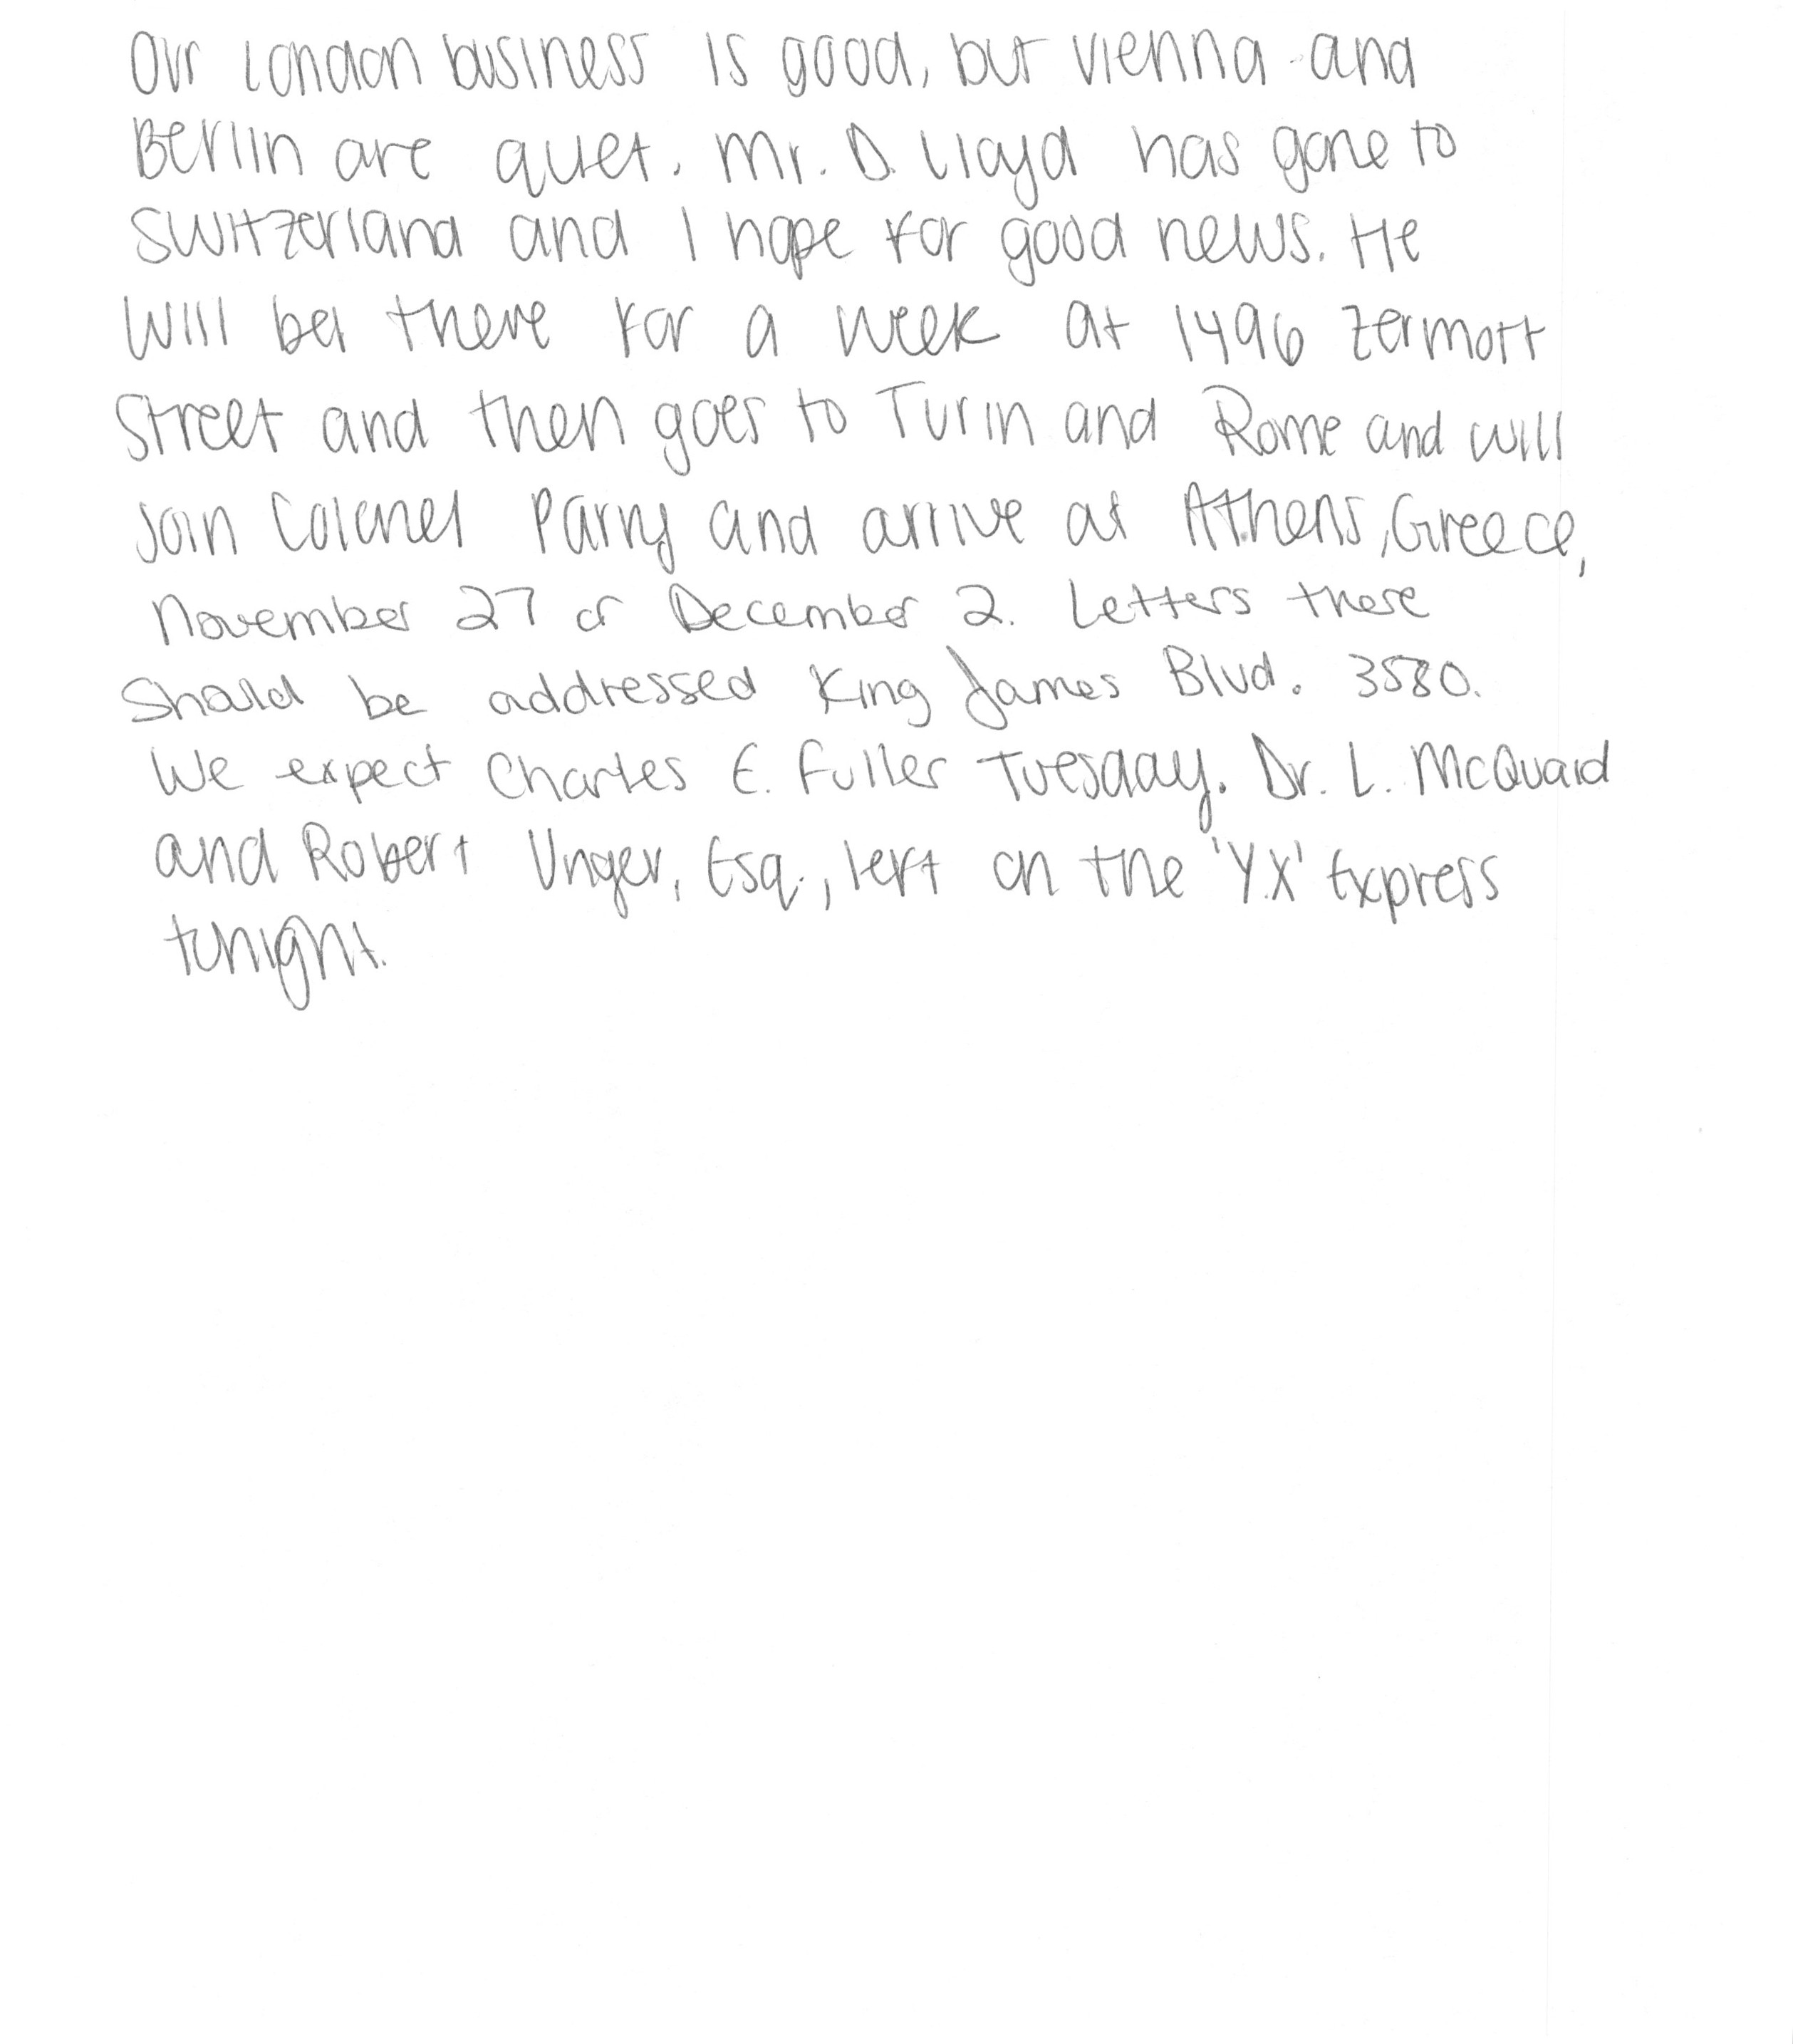 Our London business is good, but Vienna and
Berlin are quiet. Mr. D. Lloyd has gone to
Switzerland and I hope for good news. He
will be there for a week at 1496 Zermott
Street and then goes to Turin and Rome and will
join Colonel Parry and arrive at Athens, Greece,
November 27 or December 2. Letters there
should be addressed King James Blvd. 3580.
We expect Charles E. Fuller Tuesday. Dr. L. McQuaid
and Robert Unger, Esq., left on the 'Y.X' Express
tonight.